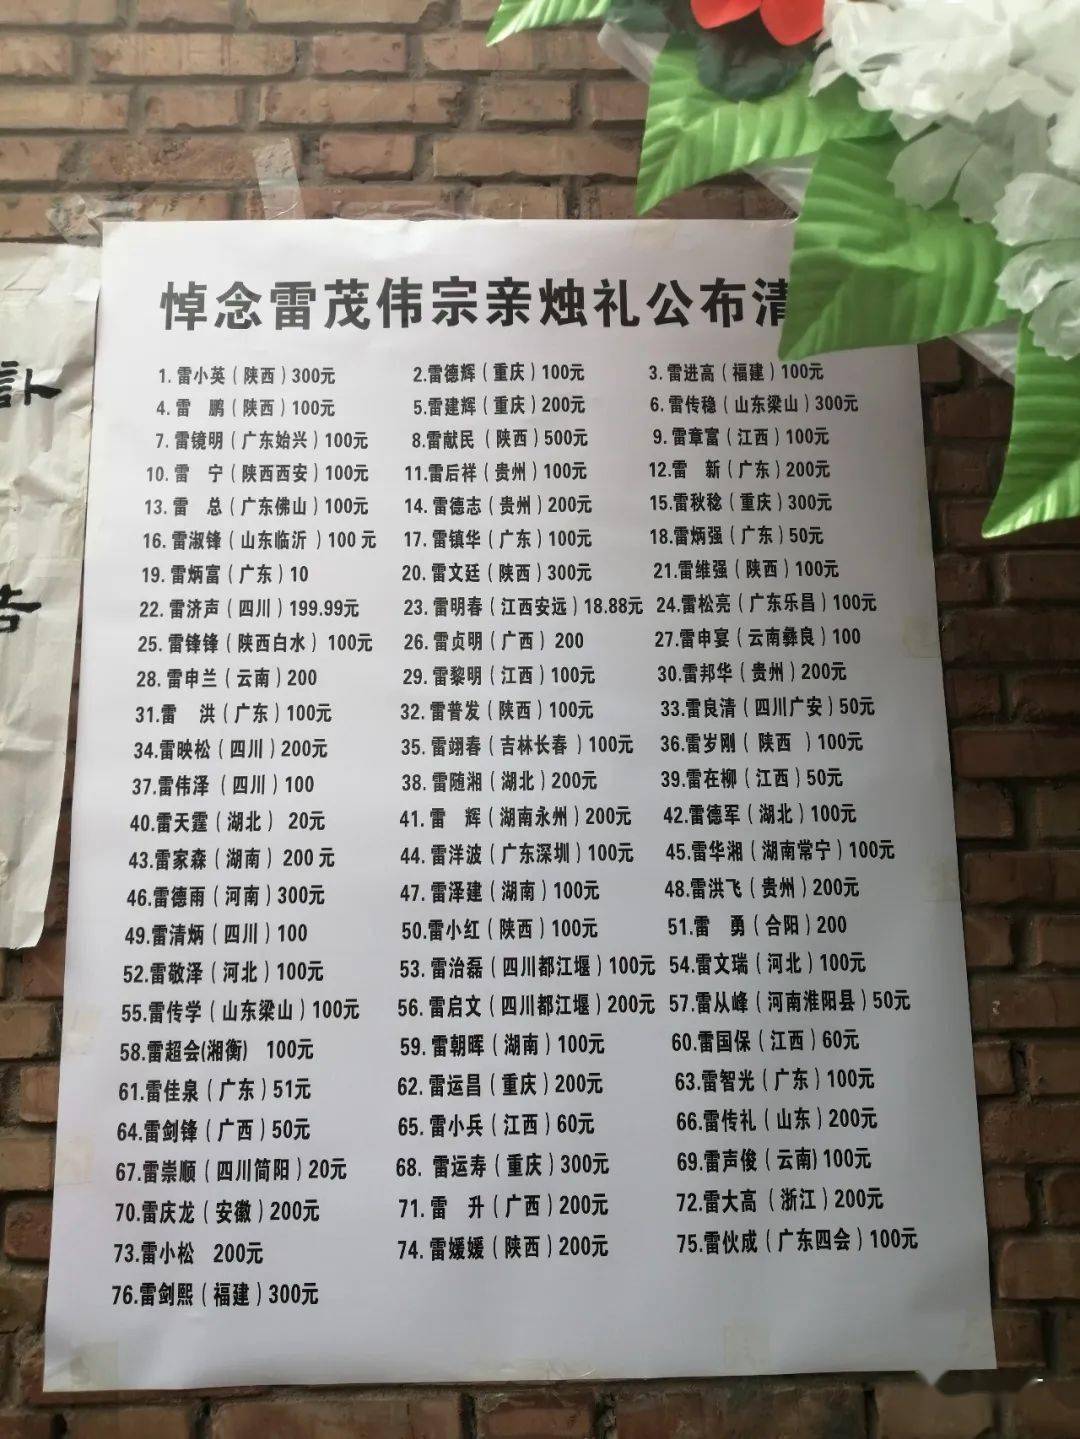 悼念雷茂伟宗亲烛礼公布清
1. 雷小英（陕西）300元 2.雷德辉（重庆）100元 3. 雷进高（福建）100元
4. 雷　鹏（陕西）100元 5.雷建辉（重庆）200元 6. 雷传稳（山东梁山）300元
7. 雷镜明（广东始兴）100元 8.雷献民（陕西）500元 9. 雷章富（江西）100元
10. 雷　宁（陕西西安）100元 11.雷后祥（贵州）100元 12. 雷　新（广东）200元
13. 雷　总（广东佛山）100元 14. 雷德志（贵州）200元 15.雷秋稔（重庆）300元
16. 雷淑锋（山东临沂 ）100 元 17. 雷镇华（广东）100元 18.雷炳强（广东）50元
19. 雷炳富（广东）10 20. 雷文廷（陕西）300元 21.雷维强（陕西）100元
22. 雷济声（四川）199.99元 23. 雷明春（江西安远）18.88元 24.雷松亮（广东乐昌）100元
25. 雷锋锋（陕西白水）100元 26. 雷贞明（广西）200 27.雷申宴（云南彝良）100
28. 雷申兰（云南）200 29. 雷黎明（江西）100元 30.雷邦华（贵州）200元
31.雷　洪（广东）100元 32. 雷普发（陕西）100元 33.雷良清（四川广安）50元
34.雷映松（四川）200元 35. 雷翊春（吉林长春 ）100元 36.雷岁刚（ 陕西 ）100元
37.雷伟泽 （四川）100 38. 雷随湘（湖北）200元 39.雷在柳（江西）50元
40.雷天霆（湖北） 20元 41. 雷　辉（湖南永州）200元 42.雷德军（湖北）100元
43.雷家森（湖南） 200 元 44. 雷洋波（广东深圳）100元 45.雷华湘（湖南常宁）100元
46.雷德雨（河南）300元 47. 雷泽建（湖南）100元 48.雷洪飞（贵州）200元
49.雷清炳（四川）100 50.雷小红（陕西）100元 51.雷　勇（合阳）200
52.雷敬泽（河北）100元 53. 雷治磊（四川都江堰）100元 54.雷文瑞（河北）100元
55.雷传学（山东梁山）100元 56. 雷启文（四川都江堰）200元 57.雷从峰（河南淮阳县）50元
58.雷超会(湘衡) 100元 59. 雷朝晖（湖南）100元 60.雷国保（江西）60元
61.雷佳泉（广东）51元 62. 雷运昌（重庆）200元 63.雷智光（广东）100元
64.雷剑锋（广西）50元 65. 雷小兵（江西）60元 66.雷传礼（山东）200元
67.雷崇顺（四川简阳）20元 68. 雷运寿（重庆）300元 69.雷声俊（云南)100元
70.雷庆龙（安徽）200元 71. 雷　升（广西）200元 72.雷大高（浙江）200元
73.雷小松 200元 74. 雷媛媛（陕西）200元 75.雷伙成（广东四会）100元
76.雷剑熙（福建）300元